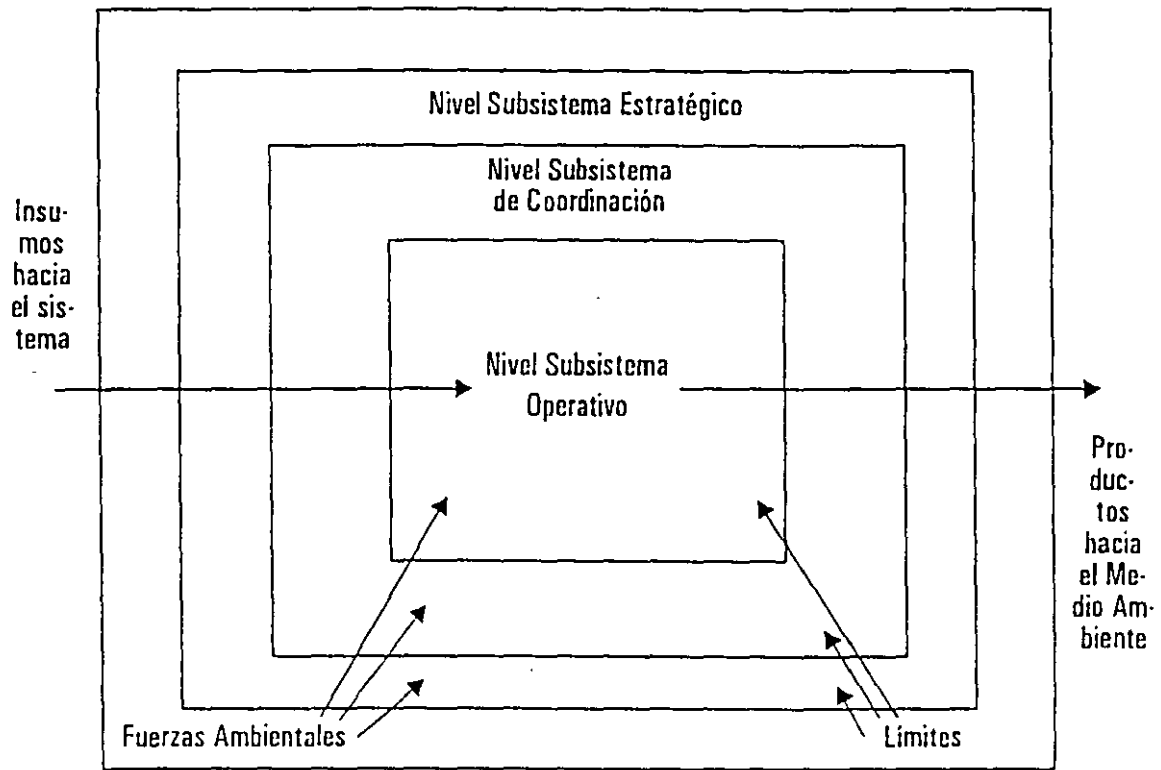 Nivel Subsistema Estratégico
Nivel Subsistema
de Coordinación
Insu-
mos
hacia
el sis-
tema
Nivel Subsistema
Operativo
Pro-
duc-
tos
hacia
el Me-
dio Am-
biente
Fuerzas Ambientales
Límites